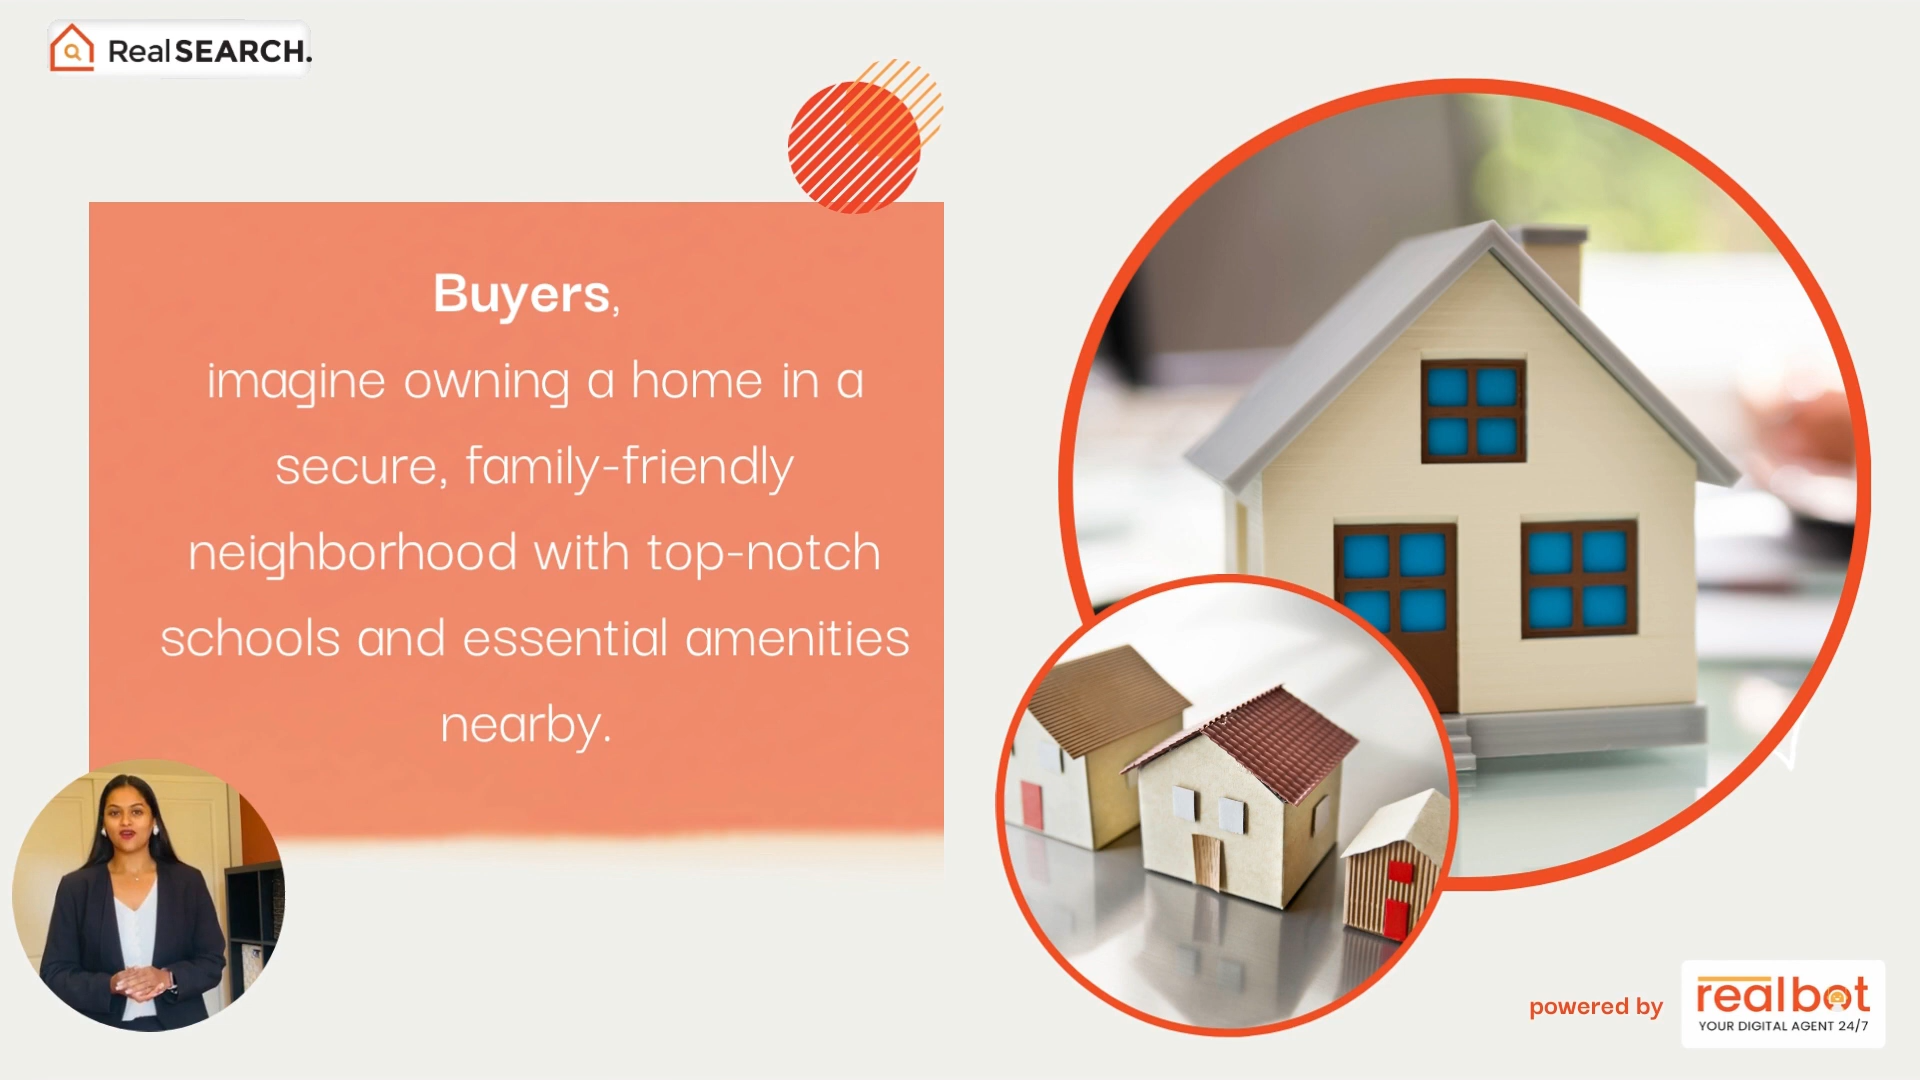 RealSEARCH.
Buyers,
imagine owning a home in a
secure, family-friendly
neighborhood with top-notch
schools and essential amenities
nearby.
powered by
realbot
YOUR DIGITAL AGENT 24/7